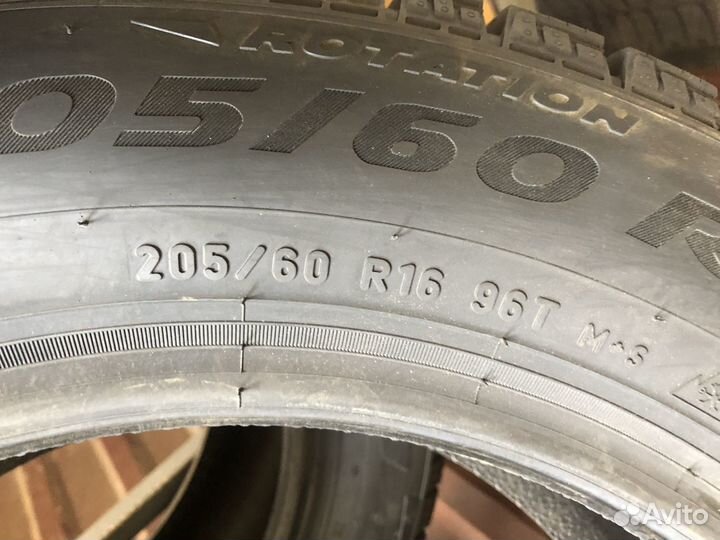 ROTATION
05/60 R
205/60 R16 96T M+S
Avito